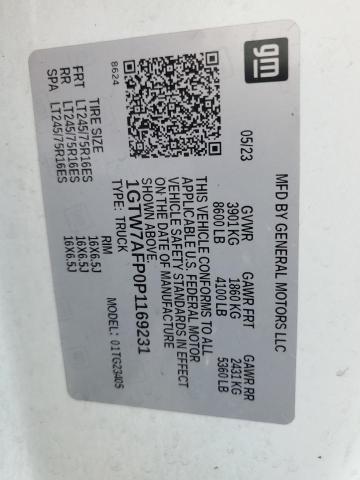 gm
MFD BY GENERAL MOTORS LLC
05/23 GVWR GAWR FRT GAWR RR
3901 KG 1860 KG 2431 KG
8600 LB 4100 LB 5360 LB
THIS VEHICLE CONFORMS TO ALL
APPLICABLE U.S. FEDERAL MOTOR
VEHICLE SAFETY STANDARDS IN EFFECT
ON THE DATE OF MANUFACTURE
SHOWN ABOVE.
1GTW7AFP0P1169231
TYPE: TRUCK
MODEL: 01TG23405
8624
TIRE SIZE RIM
FRT LT245/75R16ES 16X6.5J
RR LT245/75R16ES 16X6.5J
SPA LT245/75R16ES 16X6.5J